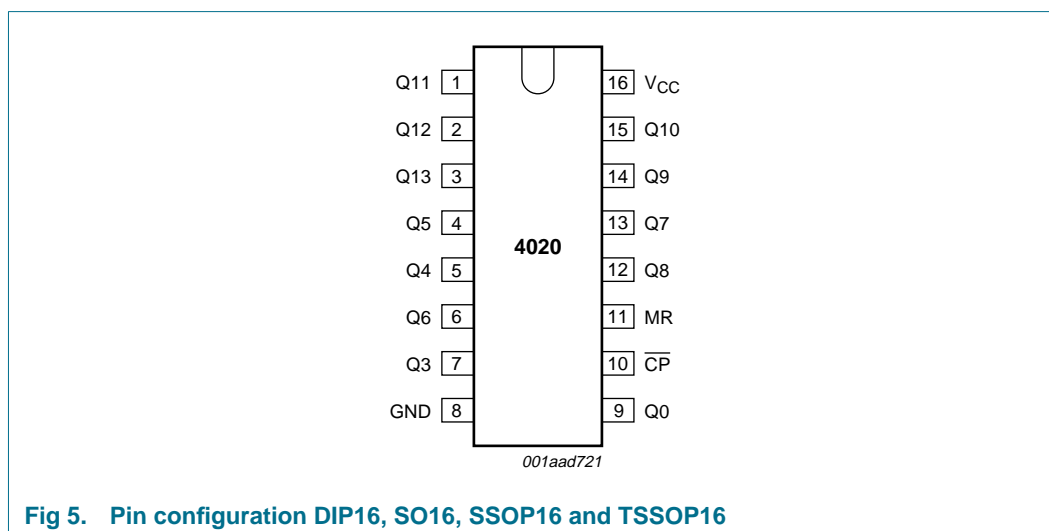 Q11 1 16 VCC
Q12 2 15 Q10
Q13 3 14 Q9
Q5 4 13 Q7
4020
Q4 5 12 Q8
Q6 6 11 MR
Q3 7 10 C̅P̅
GND 8 9 Q0
001aad721
Fig 5. Pin configuration DIP16, SO16, SSOP16 and TSSOP16